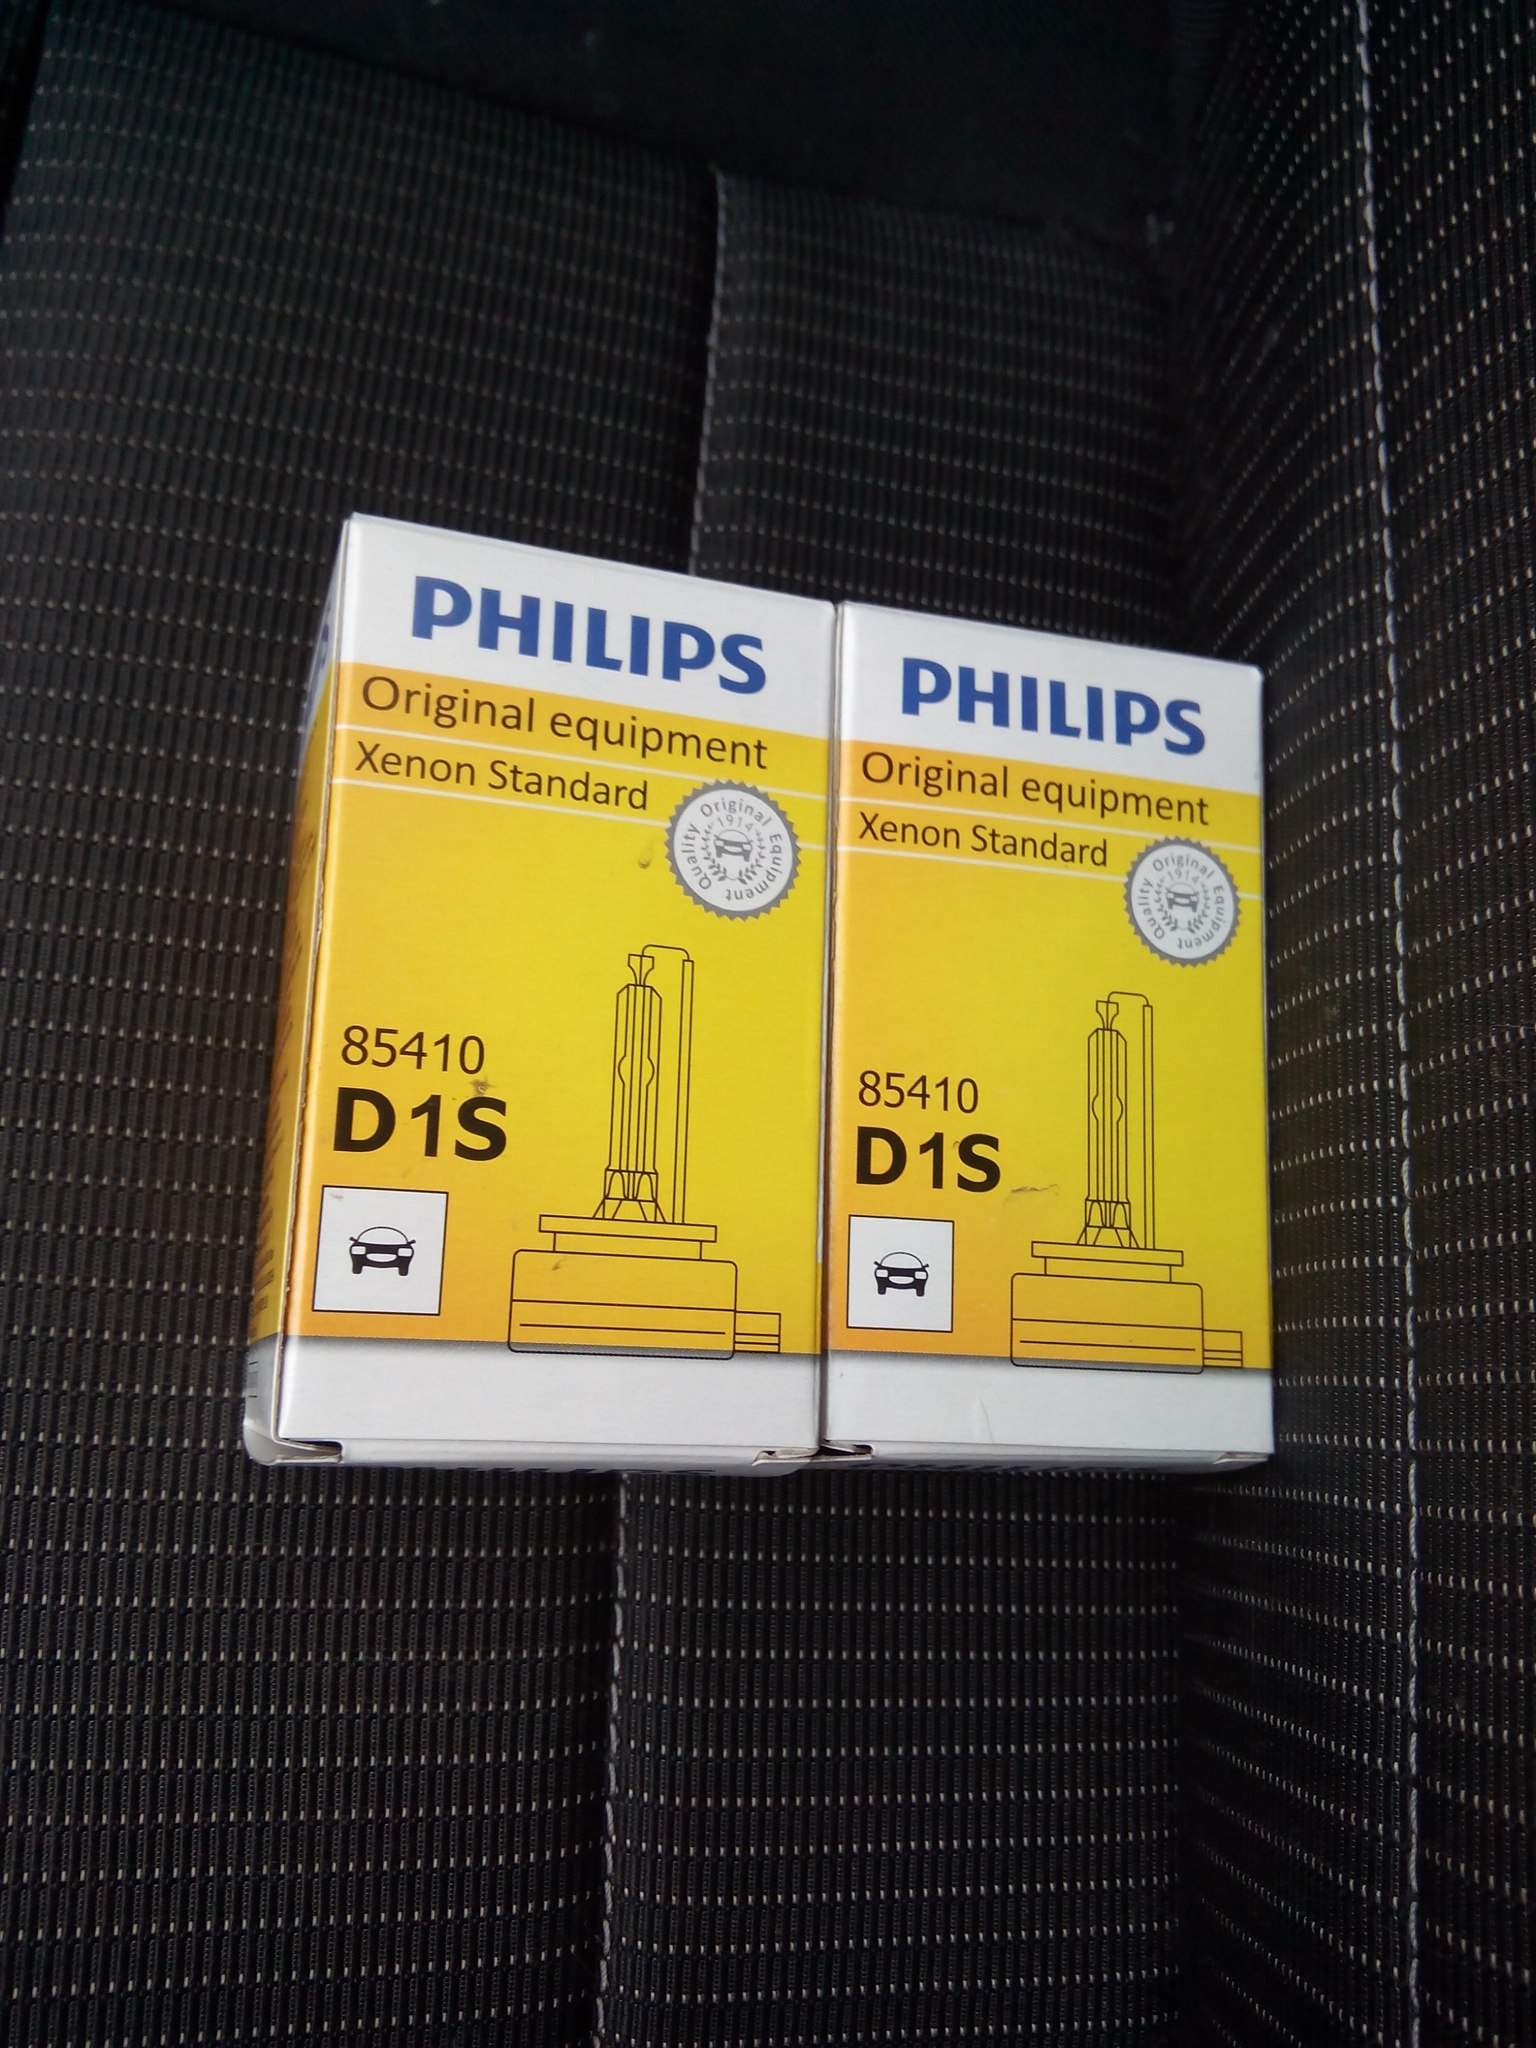 PHILIPS
Original equipment
Xenon Standard
Quality Original Equipment
1914
85410
D1S
PHILIPS
Original equipment
Xenon Standard
Quality Original Equipment
1914
85410
D1S